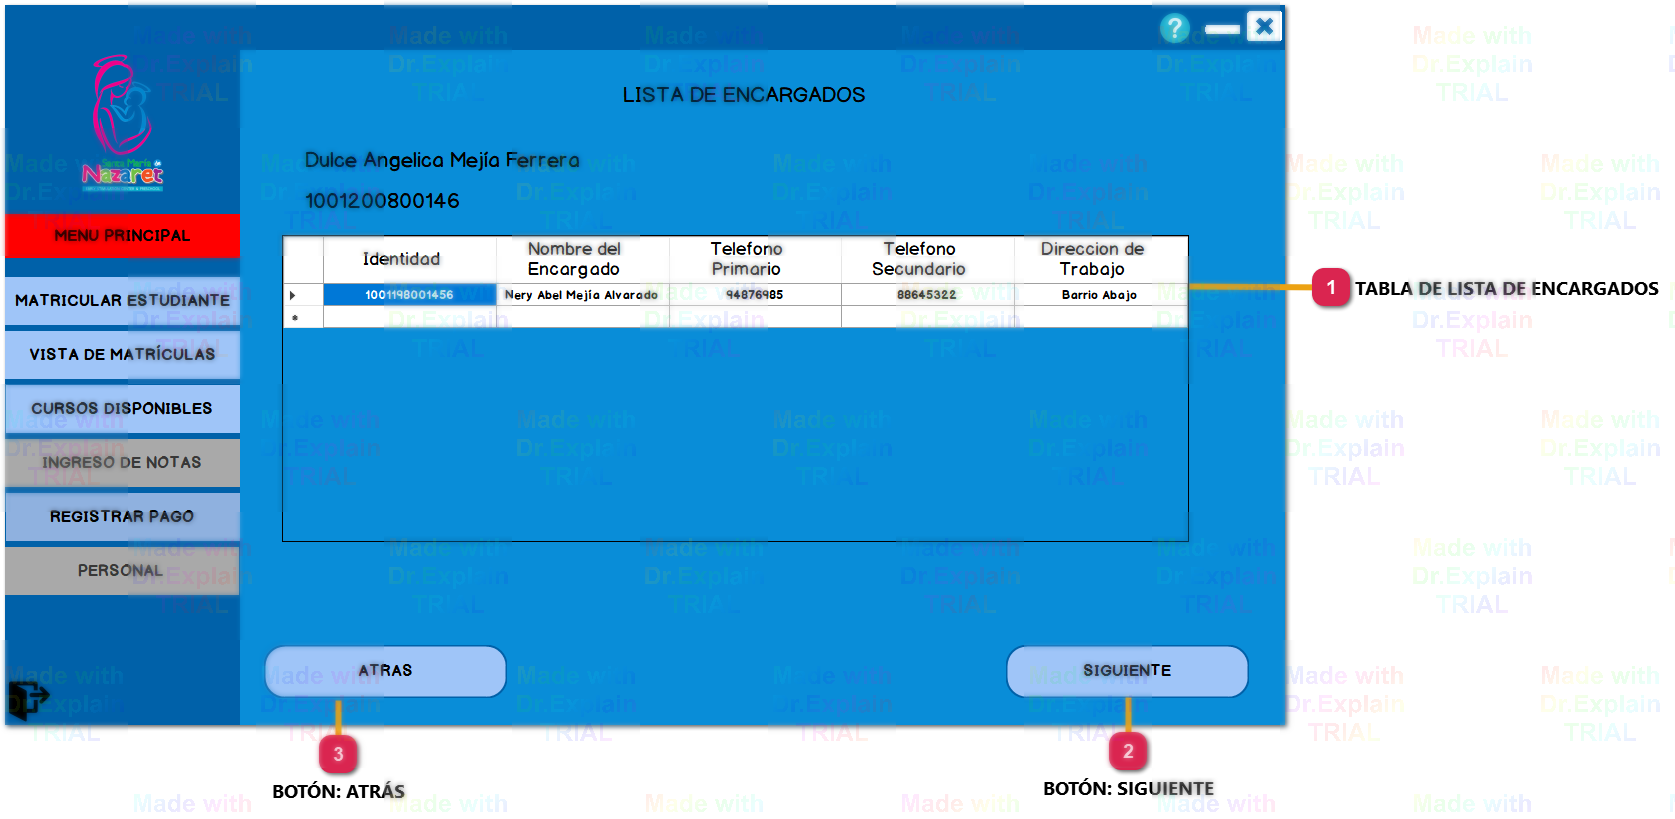 LISTA DE ENCARGADOS
Santa María de
Nazaret
Dulce Angelica Mejía Ferrera
1001200800146
MENU PRINCIPAL
MATRICULAR ESTUDIANTE
VISTA DE MATRÍCULAS
CURSOS DISPONIBLES
INGRESO DE NOTAS
REGISTRAR PAGO
PERSONAL
Identidad Nombre del Encargado Telefono Primario Telefono Secundario Direccion de Trabajo
1001198001456 Nery Abel Mejía Alvarado 94876985 88645322 Barrio Abajo
1 TABLA DE LISTA DE ENCARGADOS
ATRAS
SIGUIENTE
3
BOTÓN: ATRÁS
2
BOTÓN: SIGUIENTE
Made with
Dr.Explain
TRIAL